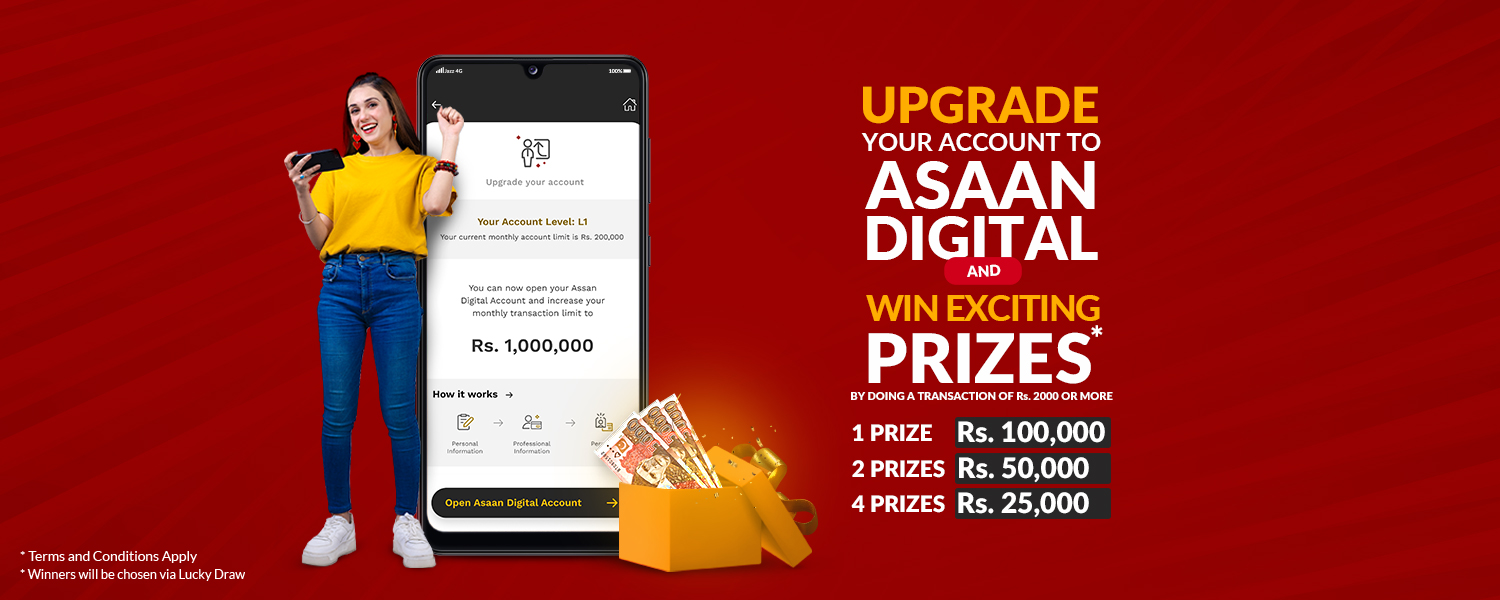 Jazz 4G
100%
Upgrade your account
Your Account Level: L1
Your current monthly account limit is Rs. 200,000
You can now open your Assan
Digital Account and increase your
monthly transaction limit to
Rs. 1,000,000
How it works
Personal
Information
Professional
Information
Open Asaan Digital Account
UPGRADE
YOUR ACCOUNT TO
ASAAN
DIGITAL
AND
WIN EXCITING
PRIZES*
BY DOING A TRANSACTION OF Rs. 2000 OR MORE
1 PRIZE Rs. 100,000
2 PRIZES Rs. 50,000
4 PRIZES Rs. 25,000
* Terms and Conditions Apply
* Winners will be chosen via Lucky Draw